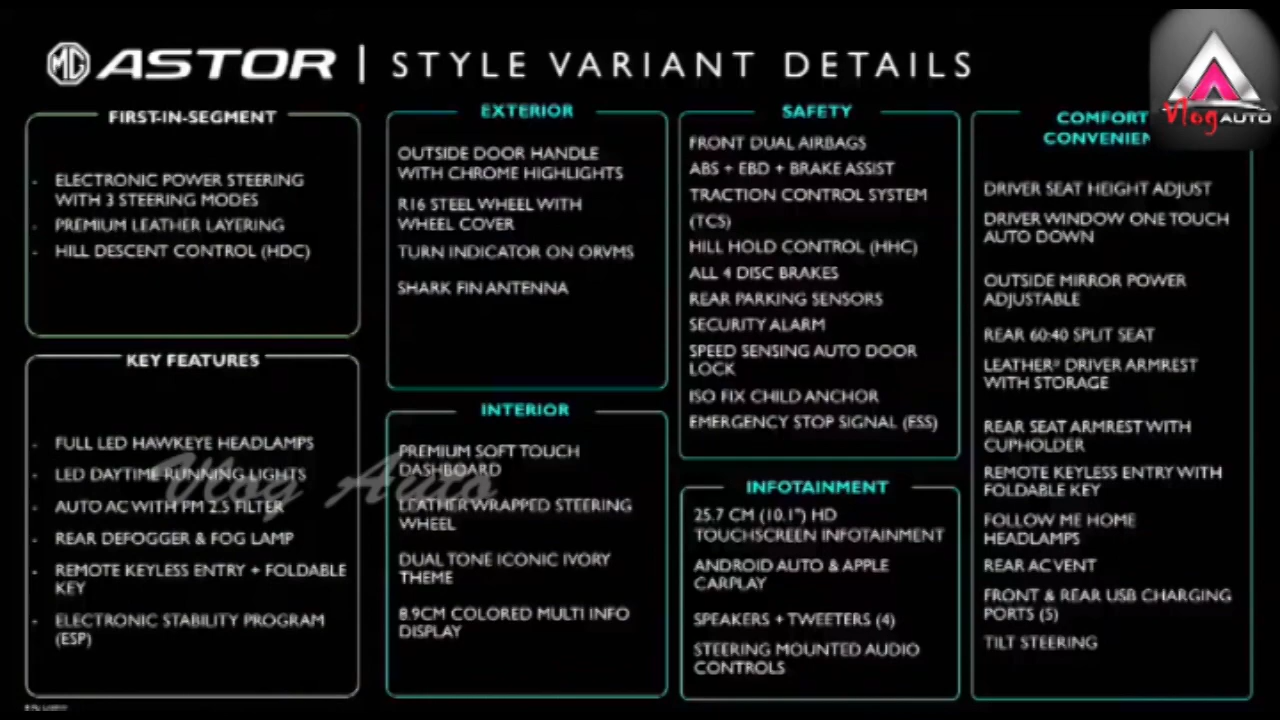 MG ASTOR | STYLE VARIANT DETAILS
Vlog AUTO
FIRST-IN-SEGMENT
- ELECTRONIC POWER STEERING
WITH 3 STEERING MODES
- PREMIUM LEATHER LAYERING
- HILL DESCENT CONTROL (HDC)
KEY FEATURES
- FULL LED HAWKEYE HEADLAMPS
- LED DAYTIME RUNNING LIGHTS
- AUTO AC WITH PM 2.5 FILTER
- REAR DEFOGGER & FOG LAMP
- REMOTE KEYLESS ENTRY + FOLDABLE
KEY
- ELECTRONIC STABILITY PROGRAM
(ESP)
EXTERIOR
OUTSIDE DOOR HANDLE
WITH CHROME HIGHLIGHTS
R16 STEEL WHEEL WITH
WHEEL COVER
TURN INDICATOR ON ORVMS
SHARK FIN ANTENNA
INTERIOR
PREMIUM SOFT TOUCH
DASHBOARD
LEATHER WRAPPED STEERING
WHEEL
DUAL TONE ICONIC IVORY
THEME
8.9CM COLORED MULTI INFO
DISPLAY
Vlog Auto
SAFETY
FRONT DUAL AIRBAGS
ABS + EBD + BRAKE ASSIST
TRACTION CONTROL SYSTEM
(TCS)
HILL HOLD CONTROL (HHC)
ALL 4 DISC BRAKES
REAR PARKING SENSORS
SECURITY ALARM
SPEED SENSING AUTO DOOR
LOCK
ISO FIX CHILD ANCHOR
EMERGENCY STOP SIGNAL (ESS)
INFOTAINMENT
25.7 CM (10.1") HD
TOUCHSCREEN INFOTAINMENT
ANDROID AUTO & APPLE
CARPLAY
SPEAKERS + TWEETERS (4)
STEERING MOUNTED AUDIO
CONTROLS
COMFORT
CONVENIEN
DRIVER SEAT HEIGHT ADJUST
DRIVER WINDOW ONE TOUCH
AUTO DOWN
OUTSIDE MIRROR POWER
ADJUSTABLE
REAR 60:40 SPLIT SEAT
LEATHER# DRIVER ARMREST
WITH STORAGE
REAR SEAT ARMREST WITH
CUPHOLDER
REMOTE KEYLESS ENTRY WITH
FOLDABLE KEY
FOLLOW ME HOME
HEADLAMPS
REAR AC VENT
FRONT & REAR USB CHARGING
PORTS (5)
TILT STEERING